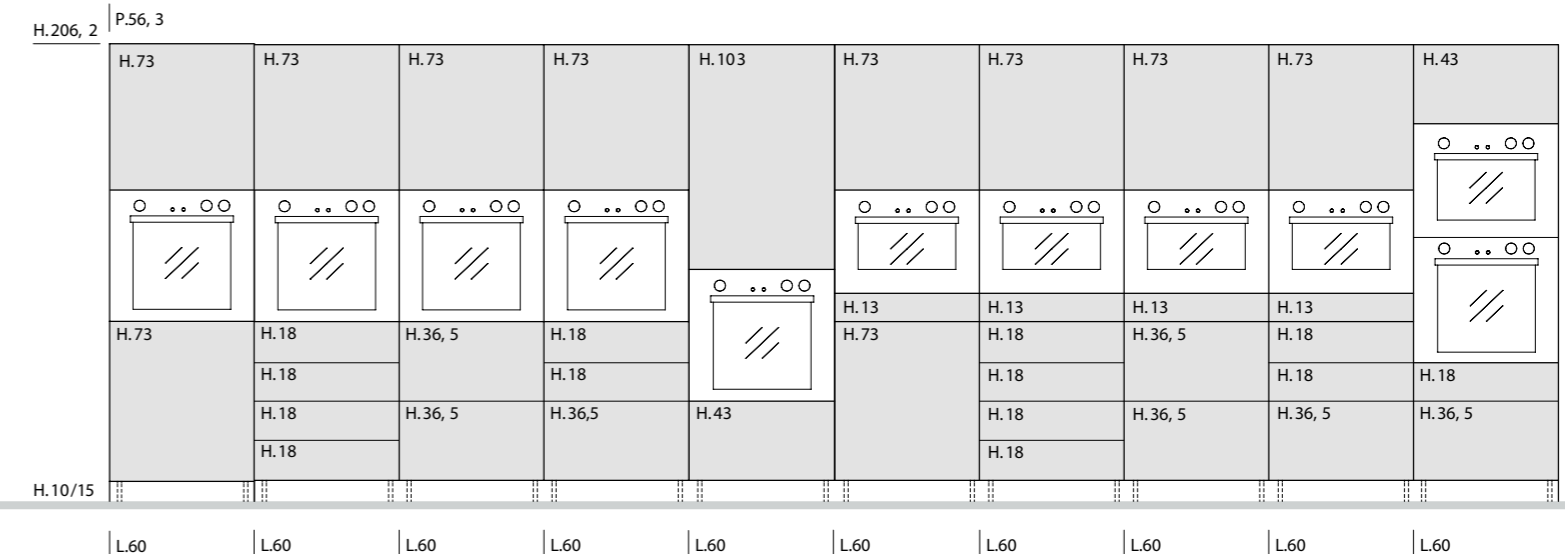 P.56, 3
H.206, 2
H.73 H.73 H.73 H.73 H.103 H.73 H.73 H.73 H.73 H.43
H.13 H.13 H.13 H.13
H.73 H.18 H.36, 5 H.18 H.73 H.18 H.36, 5 H.18
H.18 H.18 H.18 H.18 H.18
H.18 H.36, 5 H.36,5 H.43 H.18 H.36, 5 H.36, 5 H.36, 5
H.18 H.18
H.10/15
L.60 L.60 L.60 L.60 L.60 L.60 L.60 L.60 L.60 L.60